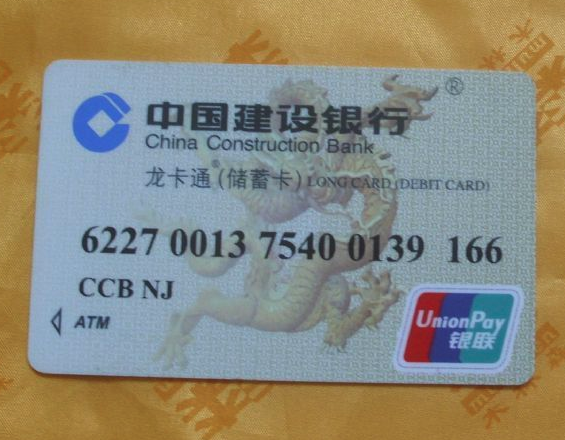 中国建设银行®
China Construction Bank
龙卡通(储蓄卡) LONG CARD (DEBIT CARD)
6227 0013 7540 0139 166
CCB NJ
ATM
UnionPay
银联